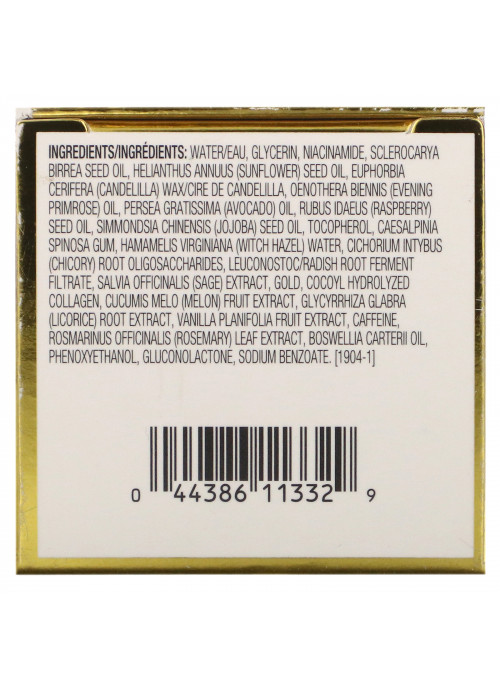 INGREDIENTS/INGRÉDIENTS: WATER/EAU, GLYCERIN, NIACINAMIDE, SCLEROCARYA
BIRREA SEED OIL, HELIANTHUS ANNUUS (SUNFLOWER) SEED OIL, EUPHORBIA
CERIFERA (CANDELILLA) WAX/CIRE DE CANDELILLA, OENOTHERA BIENNIS (EVENING
PRIMROSE) OIL, PERSEA GRATISSIMA (AVOCADO) OIL, RUBUS IDAEUS (RASPBERRY)
SEED OIL, SIMMONDSIA CHINENSIS (JOJOBA) SEED OIL, TOCOPHEROL, CAESALPINIA
SPINOSA GUM, HAMAMELIS VIRGINIANA (WITCH HAZEL) WATER, CICHORIUM INTYBUS
(CHICORY) ROOT OLIGOSACCHARIDES, LEUCONOSTOC/RADISH ROOT FERMENT
FILTRATE, SALVIA OFFICINALIS (SAGE) EXTRACT, GOLD, COCOYL HYDROLYZED
COLLAGEN, CUCUMIS MELO (MELON) FRUIT EXTRACT, GLYCYRRHIZA GLABRA
(LICORICE) ROOT EXTRACT, VANILLA PLANIFOLIA FRUIT EXTRACT, CAFFEINE,
ROSMARINUS OFFICINALIS (ROSEMARY) LEAF EXTRACT, BOSWELLIA CARTERII OIL,
PHENOXYETHANOL, GLUCONOLACTONE, SODIUM BENZOATE. [1904-1]
0 44386 11332 9